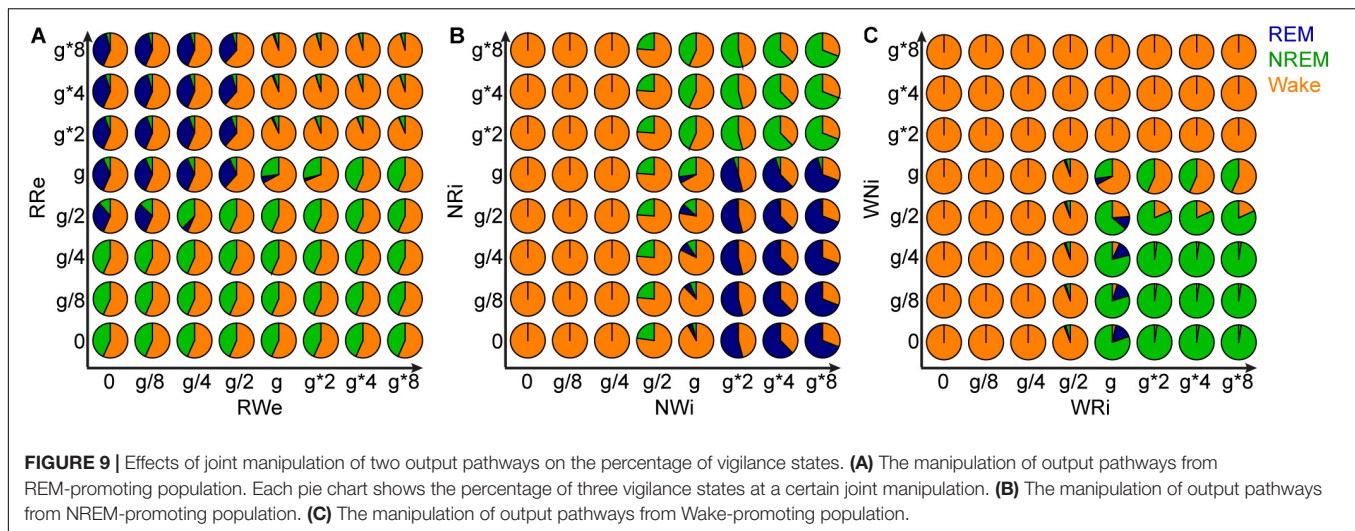 A
B
C
REM
NREM
Wake
g*8
g*4
g*2
g
g/2
g/4
g/8
0
RRe
0 g/8 g/4 g/2 g g*2 g*4 g*8
RWe
g*8
g*4
g*2
g
g/2
g/4
g/8
0
NRi
0 g/8 g/4 g/2 g g*2 g*4 g*8
NWi
g*8
g*4
g*2
g
g/2
g/4
g/8
0
WNi
0 g/8 g/4 g/2 g g*2 g*4 g*8
WRi
FIGURE 9 | Effects of joint manipulation of two output pathways on the percentage of vigilance states. (A) The manipulation of output pathways from
REM-promoting population. Each pie chart shows the percentage of three vigilance states at a certain joint manipulation. (B) The manipulation of output pathways
from NREM-promoting population. (C) The manipulation of output pathways from Wake-promoting population.